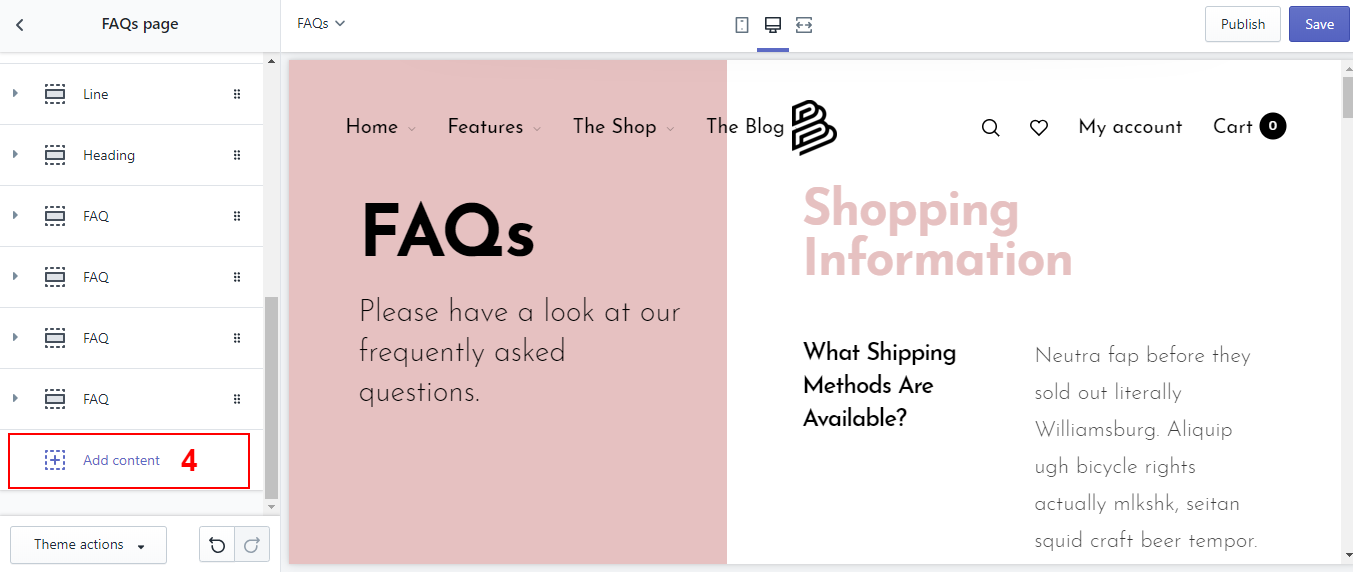 FAQs page
FAQs
Publish
Save
Line
Heading
FAQ
FAQ
FAQ
FAQ
Add content
4
Theme actions
Home
Features
The Shop
The Blog
My account
Cart
0
FAQs
Please have a look at our
frequently asked
questions.
Shopping
Information
What Shipping
Methods Are
Available?
Neutra fap before they
sold out literally
Williamsburg. Aliquip
ugh bicycle rights
actually mlkshk, seitan
squid craft beer tempor.